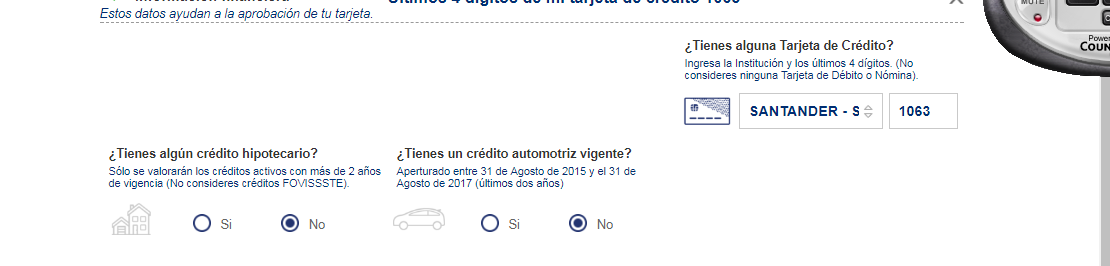 Estos datos ayudan a la aprobación de tu tarjeta.
¿Tienes alguna Tarjeta de Crédito?
Ingresa la Institución y los últimos 4 dígitos. (No
consideres ninguna Tarjeta de Débito o Nómina).
SANTANDER - S
1063
¿Tienes algún crédito hipotecario?
Sólo se valorarán los créditos activos con más de 2 años
de vigencia (No consideres créditos FOVISSSTE).
Si
No
¿Tienes un crédito automotriz vigente?
Aperturado entre 31 de Agosto de 2015 y el 31 de
Agosto de 2017 (últimos dos años)
Si
No
MUTE
Power